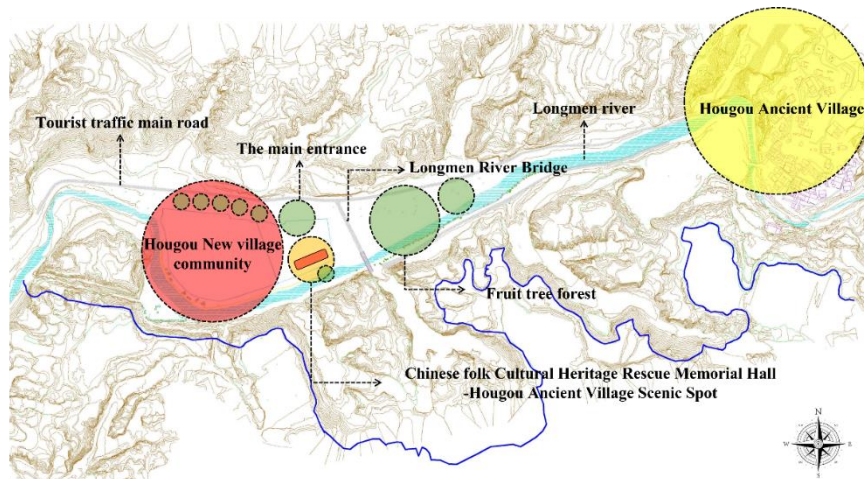 Hougou Ancient Village
Longmen river
Tourist traffic main road
The main entrance
Longmen River Bridge
Hougou New village
community
Fruit tree forest
Chinese folk Cultural Heritage Rescue Memorial Hall
-Hougou Ancient Village Scenic Spot
N
W
E
S